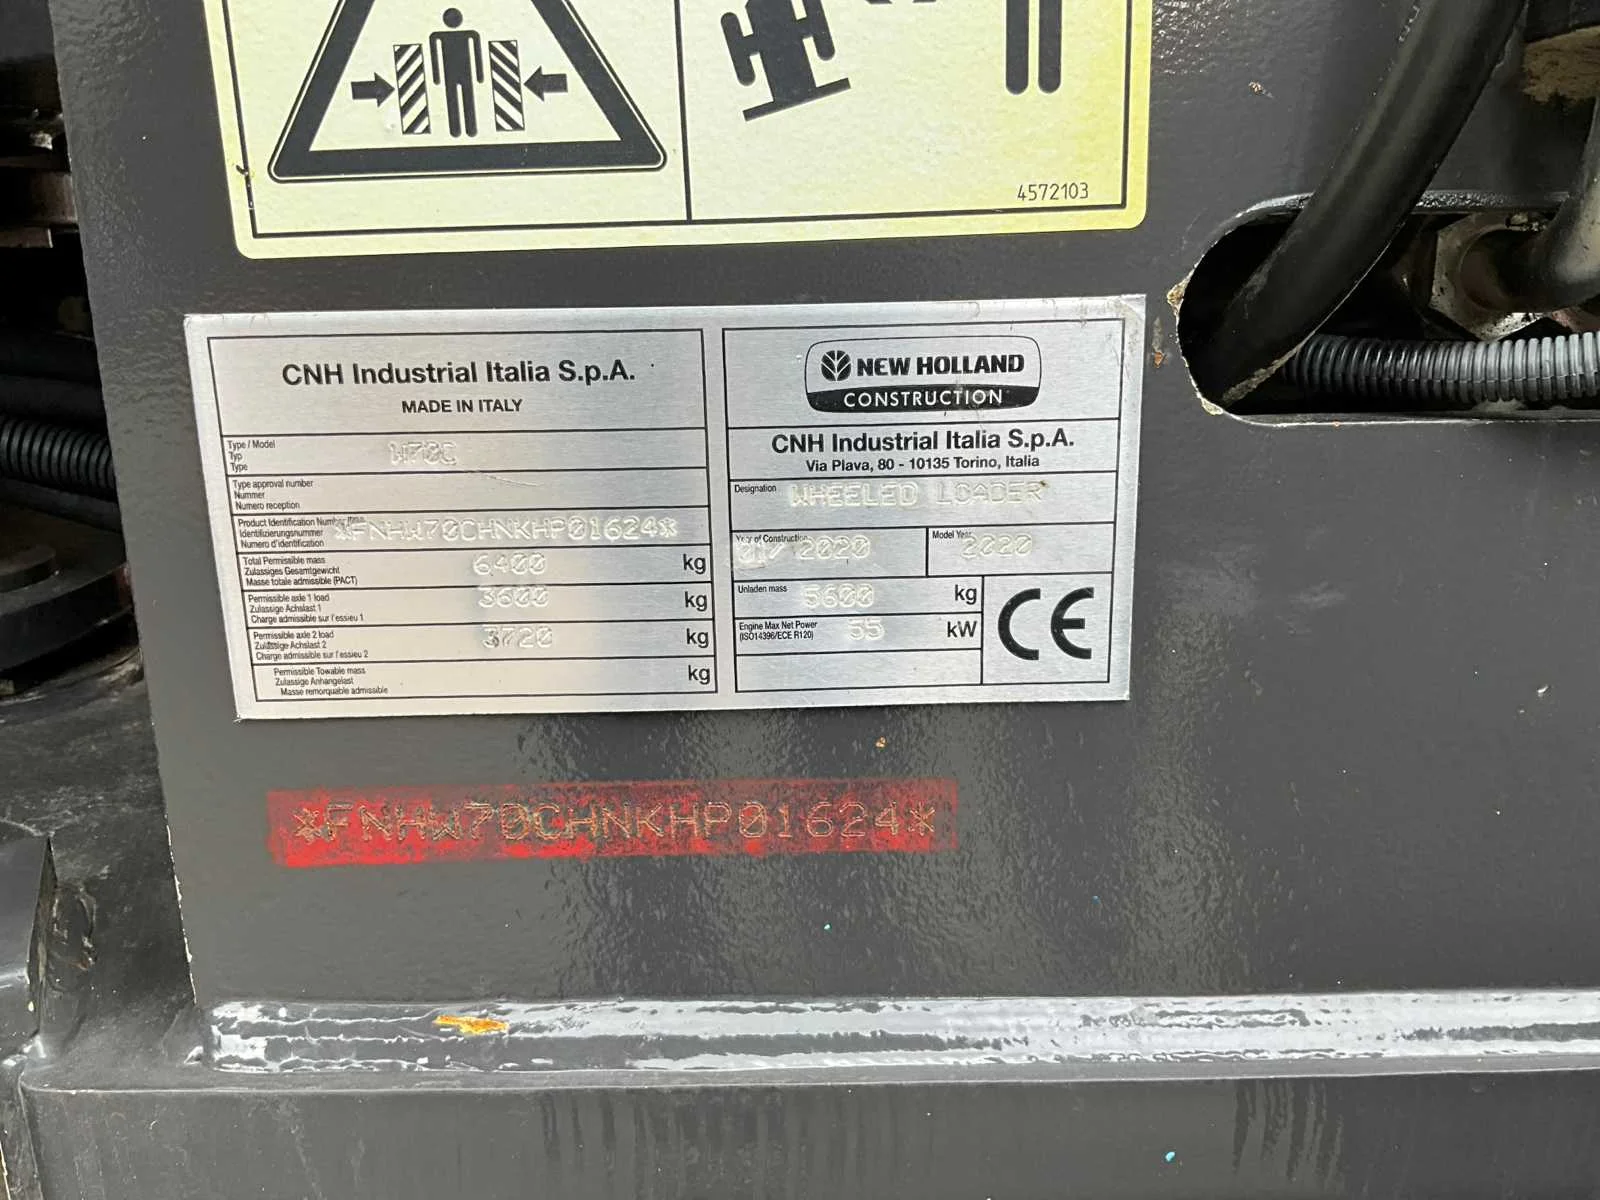 4572103
CNH Industrial Italia S.p.A.
MADE IN ITALY
Type / Model
Typ
Type
W70C
Type approval number
Nummer
Numero reception
Product Identification Number
Identifizierungsnummer
Numero d'identification
*FNHW70CHNKHP01624*
Total Permissible mass
Zulassiges Gesamtgewicht
Masse totale admissible (PACT)
6400 kg
Permissible axle 1 load
Zulassige Achslast 1
Charge admissible sur l'essieu 1
3600 kg
Permissible axle 2 load
Zulässige Achslast 2
Charge admissible sur l'essieu 2
3720 kg
Permissible Towable mass
Zulassige Anhangelast
Masse remorquable admissible
kg
NEW HOLLAND
CONSTRUCTION
CNH Industrial Italia S.p.A.
Via Plava, 80 - 10135 Torino, Italia
Designation WHEELED LOADER
Year of Construction
01/2020
Model Year
2020
Unladen mass 5600 kg
Engine Max Net Power
(ISO14396/ECE R120)
55 kW
CE
*FNHW70CHNKHP01624*